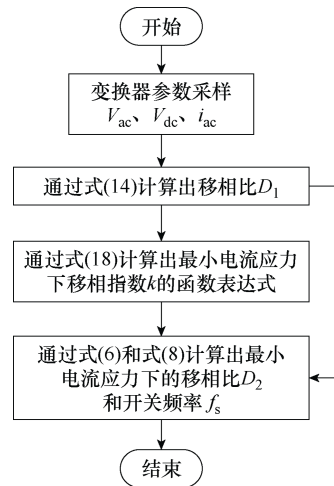 开始
变换器参数采样
Vac、Vdc、iac
通过式(14)计算出移相比D1
通过式(18)计算出最小电流应力
下移相指数k的函数表达式
通过式(6)和式(8)计算出最小
电流应力下的移相比D2
和开关频率fs
结束